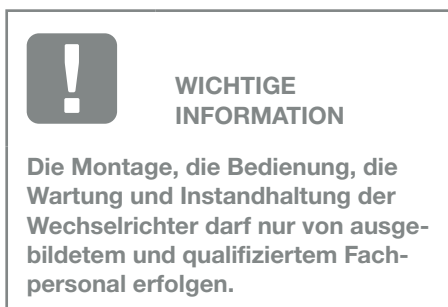 WICHTIGE
INFORMATION
Die Montage, die Bedienung, die
Wartung und Instandhaltung der
Wechselrichter darf nur von ausge-
bildetem und qualifiziertem Fach-
personal erfolgen.